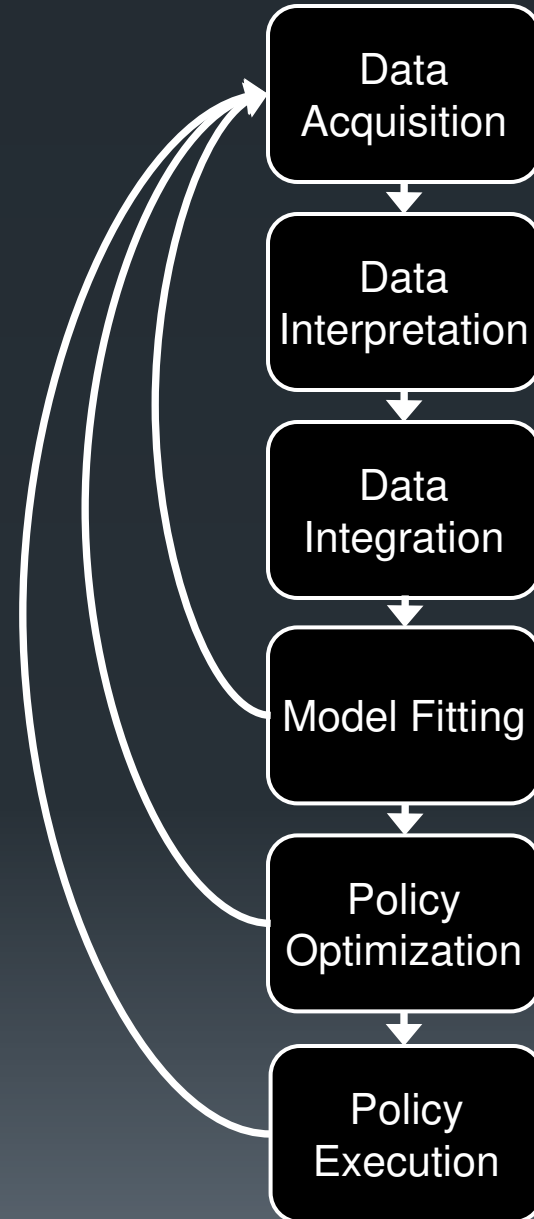 Data
Acquisition
Data
Interpretation
Data
Integration
Model Fitting
Policy
Optimization
Policy
Execution